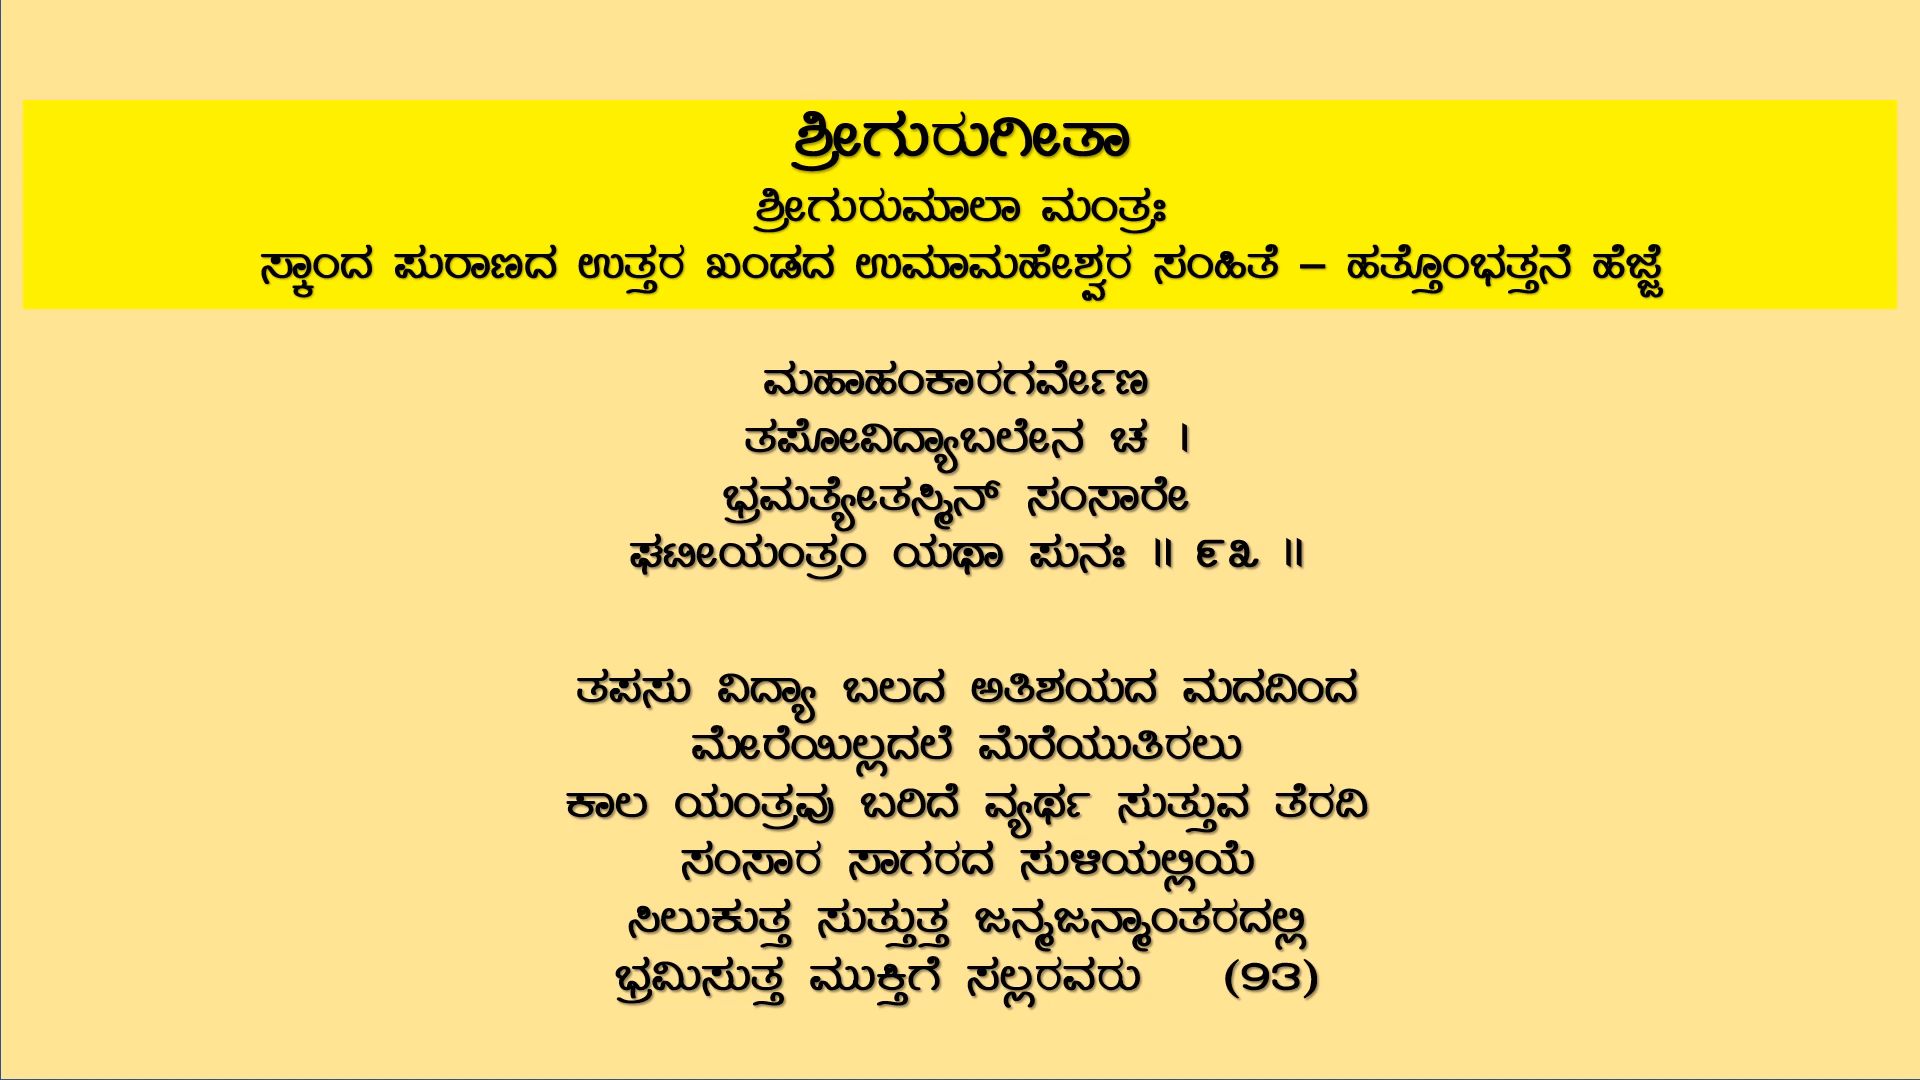 ಶ್ರೀಗುರುಗೀತಾ
ಶ್ರೀಗುರುಮಾಲಾ ಮಂತ್ರಃ
ಸ್ಕಾಂದ ಪುರಾಣದ ಉತ್ತರ ಖಂಡದ ಉಮಾಮಹೇಶ್ವರ ಸಂಹಿತೆ – ಹತ್ತೊಂಭತ್ತನೆ ಹೆಜ್ಜೆ
ಮಹಾಹಂಕಾರಗರ್ವೇಣ
ತಪೋವಿದ್ಯಾಬಲೇನ ಚ ।
ಭ್ರಮತ್ಯೇತಸ್ಮಿನ್ ಸಂಸಾರೇ
ಘಟೀಯಂತ್ರಂ ಯಥಾ ಪುನಃ ॥ ೯೩ ॥
ತಪಸು ವಿದ್ಯಾ ಬಲದ ಅತಿಶಯದ ಮದದಿಂದ
ಮೇರೆಯಿಲ್ಲದಲೆ ಮೆರೆಯುತಿರಲು
ಕಾಲ ಯಂತ್ರವು ಬರಿದೆ ವ್ಯರ್ಥ ಸುತ್ತುವ ತೆರದಿ
ಸಂಸಾರ ಸಾಗರದ ಸುಳಿಯಲ್ಲಿಯೆ
ಸಿಲುಕುತ್ತ ಸುತ್ತುತ್ತ ಜನ್ಮಜನ್ಮಾಂತರದಲ್ಲಿ
ಭ್ರಮಿಸುತ್ತ ಮುಕ್ತಿಗೆ ಸಲ್ಲರವರು (93)